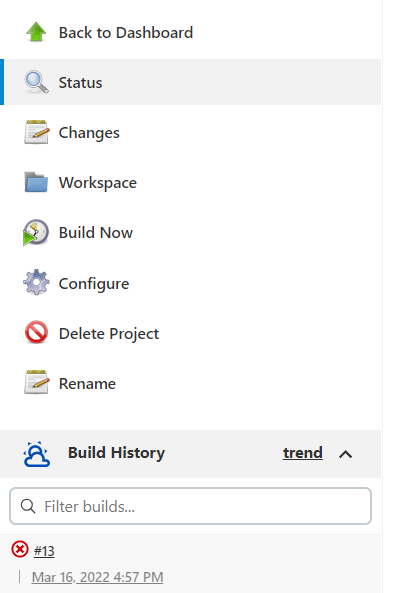 Back to Dashboard
Status
Changes
Workspace
Build Now
Configure
Delete Project
Rename
Build History trend
Filter builds...
#13
Mar 16, 2022 4:57 PM